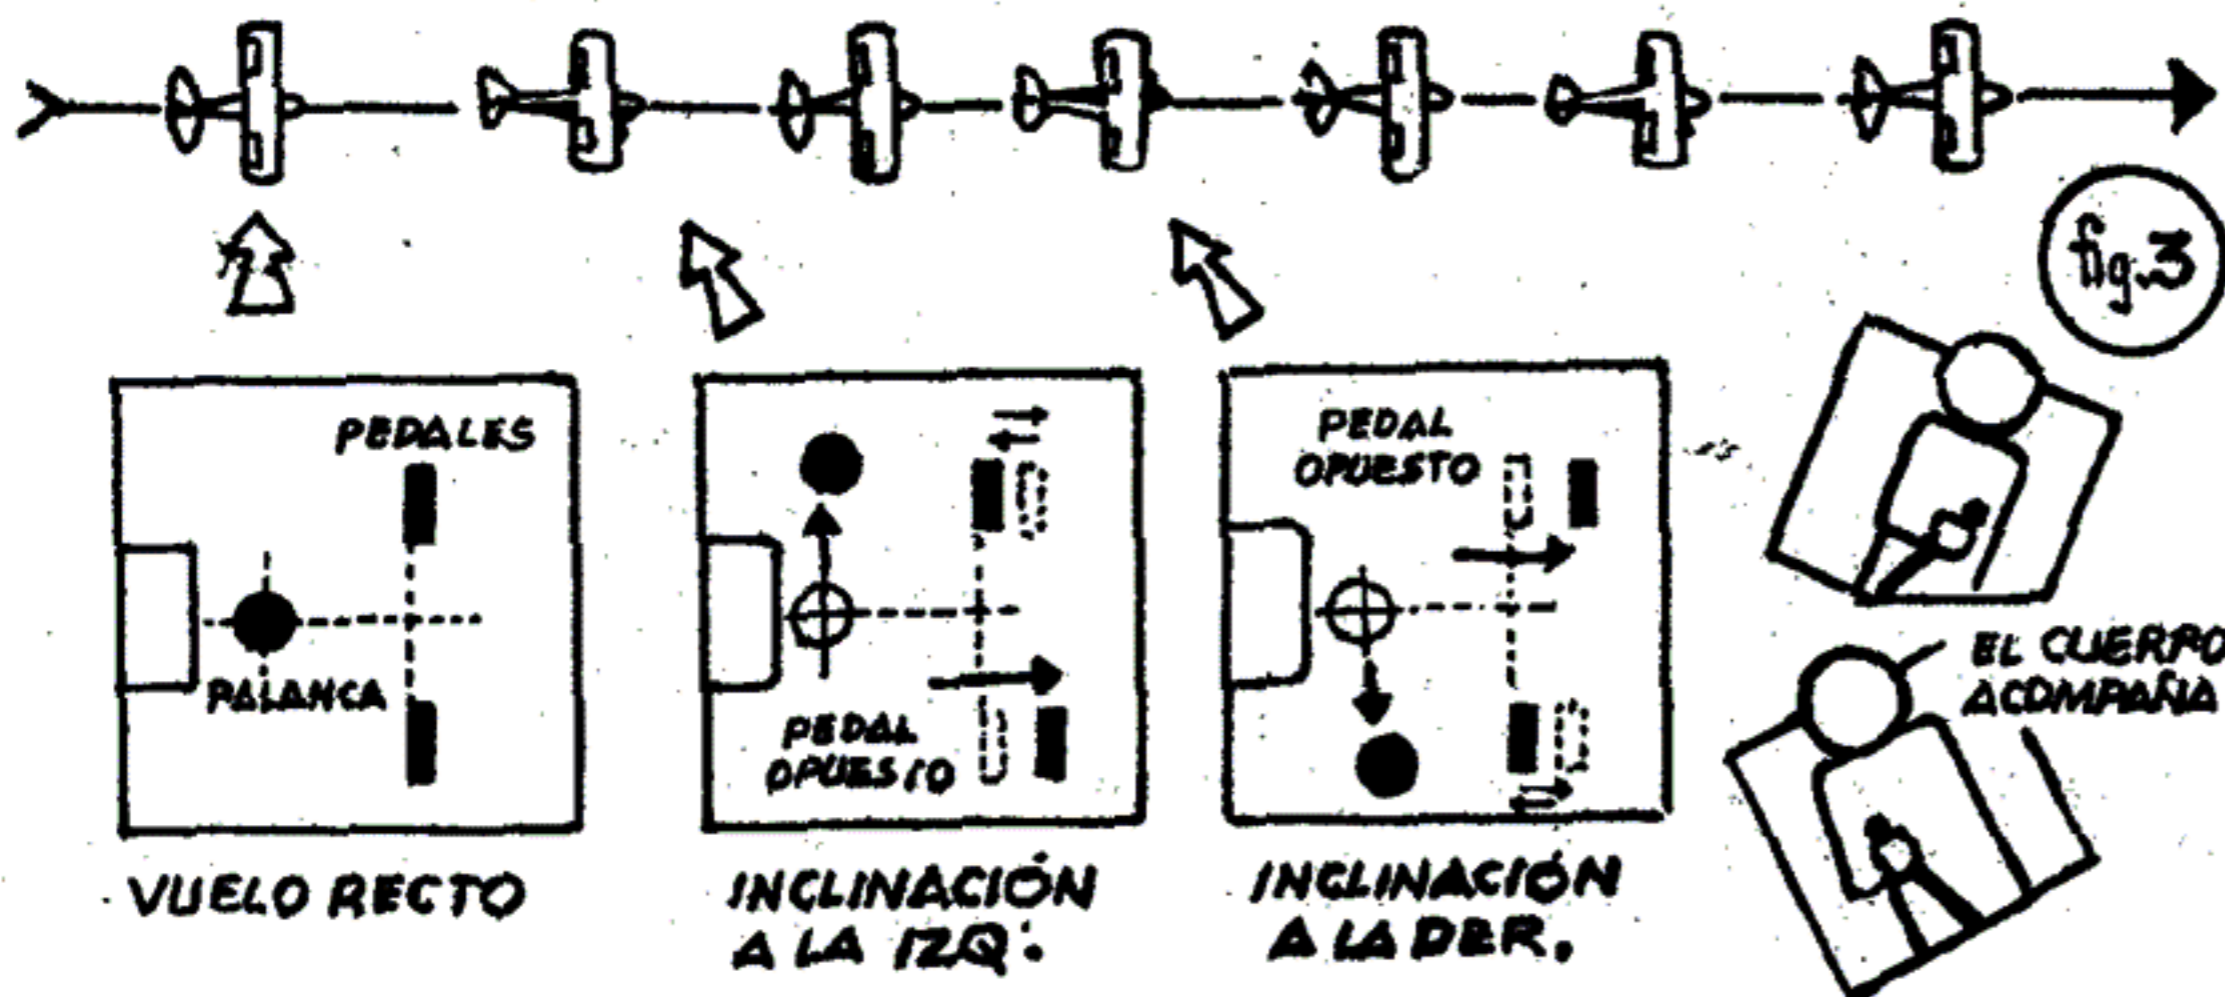 fig.3
PEDALES
PALANCA
VUELO RECTO
PEDAL
OPUESTO
INCLINACIÓN
A LA IZQ.
PEDAL
OPUESTO
INCLINACIÓN
A LA DER.
EL CUERPO
ACOMPAÑA